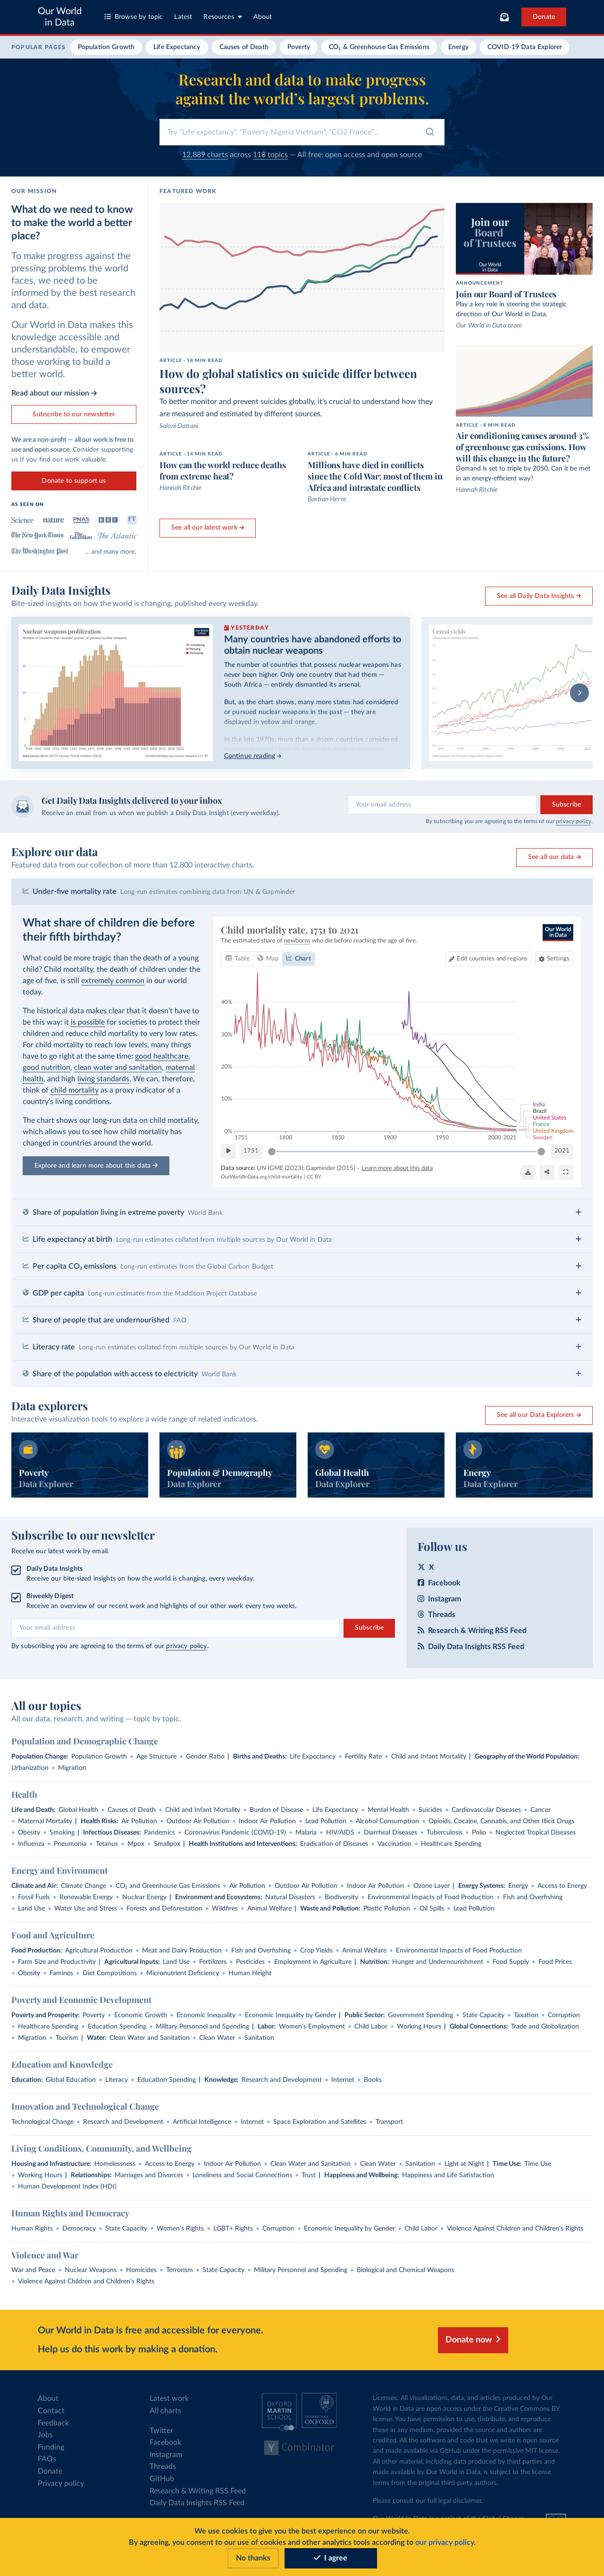 Our World
in Data
Browse by topic
Latest
Resources
About
Donate
POPULAR PAGES
Population Growth
Life Expectancy
Causes of Death
Poverty
CO₂ & Greenhouse Gas Emissions
Energy
COVID-19 Data Explorer
Research and data to make progress
against the world's largest problems.
Try "Life expectancy", "Poverty Nigeria Vietnam", "CO2 France"...
12,889 charts across 118 topics — All free: open access and open source
OUR MISSION
What do we need to know
to make the world a better
place?
To make progress against the
pressing problems the world
faces, we need to be
informed by the best research
and data.
Our World in Data makes this
knowledge accessible and
understandable, to empower
those working to build a
better world.
Read about our mission →
Subscribe to our newsletter
We are a non-profit — all our work is free to
use and open source. Consider supporting
us if you find our work valuable.
Donate to support us
AS SEEN ON
Science
nature
PNAS
BBC
FT
The New York Times
The Guardian
The Atlantic
The Washington Post
... and many more.
FEATURED WORK
ARTICLE · 18 MIN READ
How do global statistics on suicide differ between
sources?
To better monitor and prevent suicides globally, it's crucial to understand how they
are measured and estimated by different sources.
Saloni Dattani
ARTICLE · 14 MIN READ
How can the world reduce deaths
from extreme heat?
Hannah Ritchie
ARTICLE · 6 MIN READ
Millions have died in conflicts
since the Cold War; most of them in
Africa and intrastate conflicts
Bastian Herre
See all our latest work →
Join our
Board
of Trustees
Our World
in Data
ANNOUNCEMENT
Join our Board of Trustees
Play a key role in steering the strategic
direction of Our World in Data.
Our World in Data team
ARTICLE · 8 MIN READ
Air conditioning causes around 3%
of greenhouse gas emissions. How
will this change in the future?
Demand is set to triple by 2050. Can it be met
in an energy-efficient way?
Hannah Ritchie
Daily Data Insights
Bite-sized insights on how the world is changing, published every weekday.
See all Daily Data Insights →
Nuclear weapons proliferation
YESTERDAY
Many countries have abandoned efforts to
obtain nuclear weapons
The number of countries that possess nuclear weapons has
never been higher. Only one country that had them —
South Africa — entirely dismantled its arsenal.
But, as the chart shows, many more states had considered
or pursued nuclear weapons in the past — they are
displayed in yellow and orange.
In the late 1970s, more than a dozen countries considered
Continue reading →
Cereal yields
Get Daily Data Insights delivered to your inbox
Receive an email from us when we publish a Daily Data Insight (every weekday).
Your email address
Subscribe
By subscribing you are agreeing to the terms of our privacy policy.
Explore our data
Featured data from our collection of more than 12,800 interactive charts.
See all our data →
Under-five mortality rate Long-run estimates combining data from UN & Gapminder
What share of children die before
their fifth birthday?
What could be more tragic than the death of a young
child? Child mortality, the death of children under the
age of five, is still extremely common in our world
today.
The historical data makes clear that it doesn't have to
be this way: it is possible for societies to protect their
children and reduce child mortality to very low rates.
For child mortality to reach low levels, many things
have to go right at the same time: good healthcare,
good nutrition, clean water and sanitation, maternal
health, and high living standards. We can, therefore,
think of child mortality as a proxy indicator of a
country's living conditions.
The chart shows our long-run data on child mortality,
which allows you to see how child mortality has
changed in countries around the world.
Explore and learn more about this data →
Child mortality rate, 1751 to 2021
The estimated share of newborns who die before reaching the age of five.
Our World
in Data
Table
Map
Chart
Edit countries and regions
Settings
40%
30%
20%
10%
0%
1751
1800
1850
1900
1950
2000
2021
India
Brazil
United States
France
United Kingdom
Sweden
1751
2021
Data source: UN IGME (2023); Gapminder (2015) – Learn more about this data
OurWorldInData.org/child-mortality | CC BY
Share of population living in extreme poverty World Bank
Life expectancy at birth Long-run estimates collated from multiple sources by Our World in Data
Per capita CO₂ emissions Long-run estimates from the Global Carbon Budget
GDP per capita Long-run estimates from the Maddison Project Database
Share of people that are undernourished FAO
Literacy rate Long-run estimates collated from multiple sources by Our World in Data
Share of the population with access to electricity World Bank
Data explorers
Interactive visualization tools to explore a wide range of related indicators.
See all our Data Explorers →
Poverty
Data Explorer
Population & Demography
Data Explorer
Global Health
Data Explorer
Energy
Data Explorer
Subscribe to our newsletter
Receive our latest work by email.
Daily Data Insights
Receive our bite-sized insights on how the world is changing, every weekday.
Biweekly Digest
Receive an overview of our recent work and highlights of our other work every two weeks.
Your email address
Subscribe
By subscribing you are agreeing to the terms of our privacy policy.
Follow us
X
Facebook
Instagram
Threads
Research & Writing RSS Feed
Daily Data Insights RSS Feed
All our topics
All our data, research, and writing — topic by topic.
Population and Demographic Change
Population Change: Population Growth • Age Structure • Gender Ratio | Births and Deaths: Life Expectancy • Fertility Rate • Child and Infant Mortality | Geography of the World Population:
Urbanization • Migration
Health
Life and Death: Global Health • Causes of Death • Child and Infant Mortality • Burden of Disease • Life Expectancy • Mental Health • Suicides • Cardiovascular Diseases • Cancer
• Maternal Mortality | Health Risks: Air Pollution • Outdoor Air Pollution • Indoor Air Pollution • Lead Pollution • Alcohol Consumption • Opioids, Cocaine, Cannabis, and Other Illicit Drugs
• Obesity • Smoking | Infectious Diseases: Pandemics • Coronavirus Pandemic (COVID-19) • Malaria • HIV/AIDS • Diarrheal Diseases • Tuberculosis • Polio • Neglected Tropical Diseases
• Influenza • Pneumonia • Tetanus • Mpox • Smallpox | Health Institutions and Interventions: Eradication of Diseases • Vaccination • Healthcare Spending
Energy and Environment
Climate and Air: Climate Change • CO₂ and Greenhouse Gas Emissions • Air Pollution • Outdoor Air Pollution • Indoor Air Pollution • Ozone Layer | Energy Systems: Energy • Access to Energy
• Fossil Fuels • Renewable Energy • Nuclear Energy | Environment and Ecosystems: Natural Disasters • Biodiversity • Environmental Impacts of Food Production • Fish and Overfishing
• Land Use • Water Use and Stress • Forests and Deforestation • Wildfires • Animal Welfare | Waste and Pollution: Plastic Pollution • Oil Spills • Lead Pollution
Food and Agriculture
Food Production: Agricultural Production • Meat and Dairy Production • Fish and Overfishing • Crop Yields • Animal Welfare • Environmental Impacts of Food Production
• Farm Size and Productivity | Agricultural Inputs: Land Use • Fertilizers • Pesticides • Employment in Agriculture | Nutrition: Hunger and Undernourishment • Food Supply • Food Prices
• Obesity • Famines • Diet Compositions • Micronutrient Deficiency • Human Height
Poverty and Economic Development
Poverty and Prosperity: Poverty • Economic Growth • Economic Inequality • Economic Inequality by Gender | Public Sector: Government Spending • State Capacity • Taxation • Corruption
• Healthcare Spending • Education Spending • Military Personnel and Spending | Labor: Women's Employment • Child Labor • Working Hours | Global Connections: Trade and Globalization
• Migration • Tourism | Water: Clean Water and Sanitation • Clean Water • Sanitation
Education and Knowledge
Education: Global Education • Literacy • Education Spending | Knowledge: Research and Development • Internet • Books
Innovation and Technological Change
Technological Change • Research and Development • Artificial Intelligence • Internet • Space Exploration and Satellites • Transport
Living Conditions, Community, and Wellbeing
Housing and Infrastructure: Homelessness • Access to Energy • Indoor Air Pollution • Clean Water and Sanitation • Clean Water • Sanitation • Light at Night | Time Use: Time Use
• Working Hours | Relationships: Marriages and Divorces • Loneliness and Social Connections • Trust | Happiness and Wellbeing: Happiness and Life Satisfaction
• Human Development Index (HDI)
Human Rights and Democracy
Human Rights • Democracy • State Capacity • Women's Rights • LGBT+ Rights • Corruption • Economic Inequality by Gender • Child Labor • Violence Against Children and Children's Rights
Violence and War
War and Peace • Nuclear Weapons • Homicides • Terrorism • State Capacity • Military Personnel and Spending • Biological and Chemical Weapons
• Violence Against Children and Children's Rights
Our World in Data is free and accessible for everyone.
Help us do this work by making a donation.
Donate now
About
Contact
Feedback
Jobs
Funding
FAQs
Donate
Privacy policy
Latest work
All charts
Twitter
Facebook
Instagram
Threads
GitHub
Research & Writing RSS Feed
Daily Data Insights RSS Feed
OXFORD
MARTIN
SCHOOL
UNIVERSITY OF
OXFORD
Y Combinator
Licenses: All visualizations, data, and articles produced by Our
World in Data are open access under the Creative Commons BY
license. You have permission to use, distribute, and reproduce
these in any medium, provided the source and authors are
credited. All the software and code that we write is open source
and made available via GitHub under the permissive MIT license.
All other material, including data produced by third parties and
made available by Our World in Data, is subject to the license
terms from the original third-party authors.
Please consult our full legal disclaimer.
We use cookies to give you the best experience on our website.
By agreeing, you consent to our use of cookies and other analytics tools according to our privacy policy.
No thanks
I agree